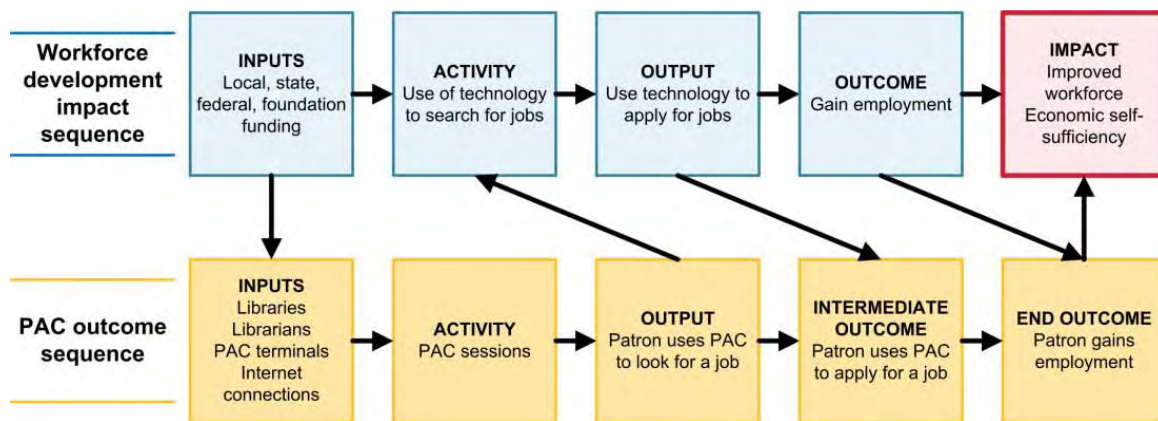 Workforce
development
impact
sequence
INPUTS
Local, state,
federal, foundation
funding
ACTIVITY
Use of technology
to search for jobs
OUTPUT
Use technology to
apply for jobs
OUTCOME
Gain employment
IMPACT
Improved
workforce
Economic self-
sufficiency
PAC outcome
sequence
INPUTS
Libraries
Librarians
PAC terminals
Internet
connections
ACTIVITY
PAC sessions
OUTPUT
Patron uses PAC
to look for a job
INTERMEDIATE
OUTCOME
Patron uses PAC
to apply for a job
END OUTCOME
Patron gains
employment